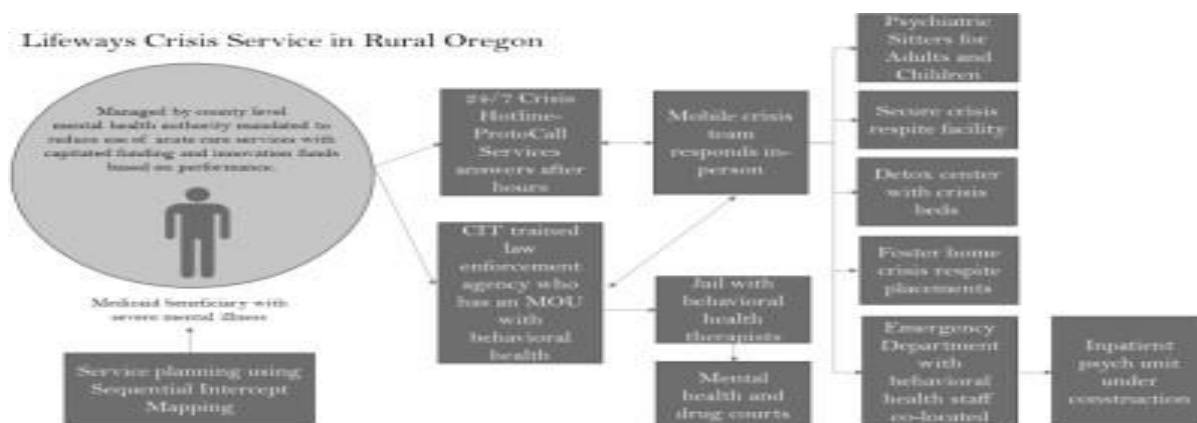 Lifeways Crisis Service in Rural Oregon
Managed by county level
mental health authority mandated to
reduce use of acute care services with
capitated funding and innovation funds
based on performance.
Medicaid beneficiary with
severe mental illness
Service planning using
Sequential Intercept
Mapping
24/7 Crisis
Hotline-
ProtoCall
Services
answers after
hours
CIT trained
law
enforcement
agency who
has an MOU
with
behavioral
health
Mobile crisis
team
responds in-
person
Jail with
behavioral
health
therapists
Mental
health and
drug courts
Psychiatric
Sitters for
Adults and
Children
Secure crisis
respite facility
Detox center
with crisis
beds
Foster home
crisis respite
placements
Emergency
Department
with
behavioral
health staff
co-located
Inpatient
psych unit
under
construction